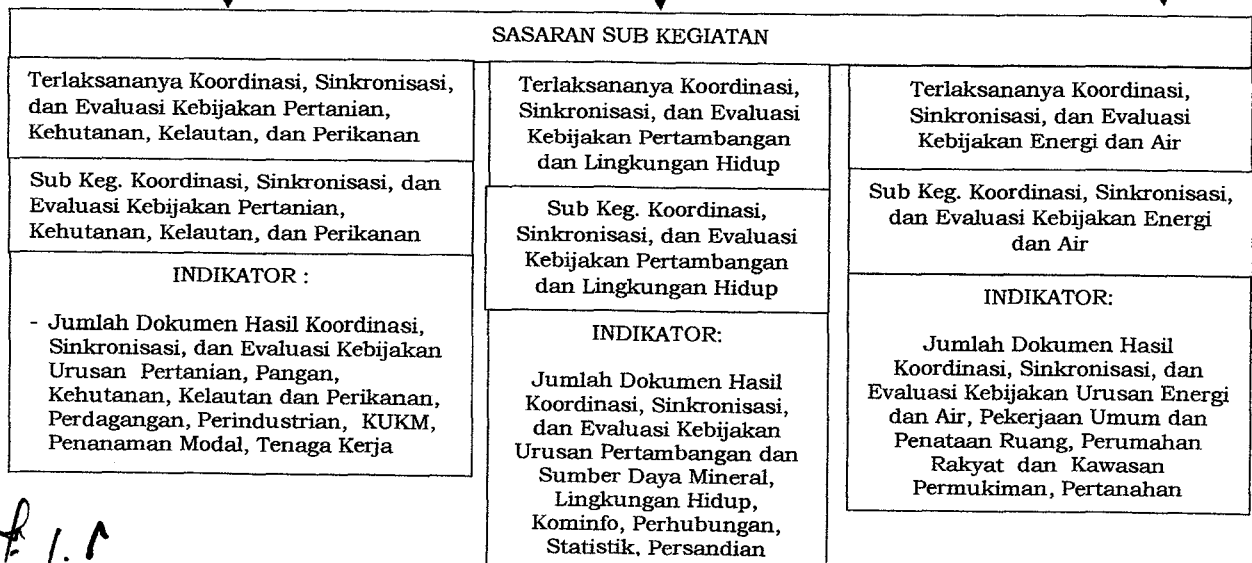 SASARAN SUB KEGIATAN
Terlaksananya Koordinasi, Sinkronisasi,
dan Evaluasi Kebijakan Pertanian,
Kehutanan, Kelautan, dan Perikanan
Sub Keg. Koordinasi, Sinkronisasi, dan
Evaluasi Kebijakan Pertanian,
Kehutanan, Kelautan, dan Perikanan
INDIKATOR :
- Jumlah Dokumen Hasil Koordinasi,
Sinkronisasi, dan Evaluasi Kebijakan
Urusan Pertanian, Pangan,
Kehutanan, Kelautan dan Perikanan,
Perdagangan, Perindustrian, KUKM,
Penanaman Modal, Tenaga Kerja
Terlaksananya Koordinasi,
Sinkronisasi, dan Evaluasi
Kebijakan Pertambangan
dan Lingkungan Hidup
Sub Keg. Koordinasi,
Sinkronisasi, dan Evaluasi
Kebijakan Pertambangan
dan Lingkungan Hidup
INDIKATOR:
Jumlah Dokumen Hasil
Koordinasi, Sinkronisasi,
dan Evaluasi Kebijakan
Urusan Pertambangan dan
Sumber Daya Mineral,
Lingkungan Hidup,
Kominfo, Perhubungan,
Statistik, Persandian
Terlaksananya Koordinasi,
Sinkronisasi, dan Evaluasi
Kebijakan Energi dan Air
Sub Keg. Koordinasi, Sinkronisasi,
dan Evaluasi Kebijakan Energi
dan Air
INDIKATOR:
Jumlah Dokumen Hasil
Koordinasi, Sinkronisasi, dan
Evaluasi Kebijakan Urusan Energi
dan Air, Pekerjaan Umum dan
Penataan Ruang, Perumahan
Rakyat dan Kawasan
Permukiman, Pertanahan